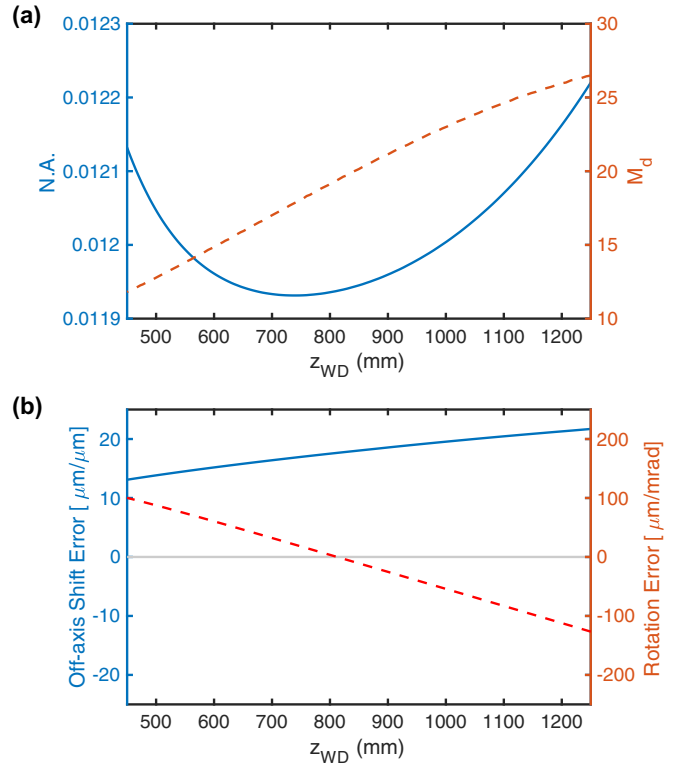 (a)
0.0123
0.0122
0.0121
0.012
0.0119
N.A.
30
25
20
15
10
M_d
500 600 700 800 900 1000 1100 1200
z_WD (mm)
(b)
20
10
0
-10
-20
Off-axis Shift Error [ μm/μm]
200
100
0
-100
-200
Rotation Error [ μm/mrad]
500 600 700 800 900 1000 1100 1200
z_WD (mm)